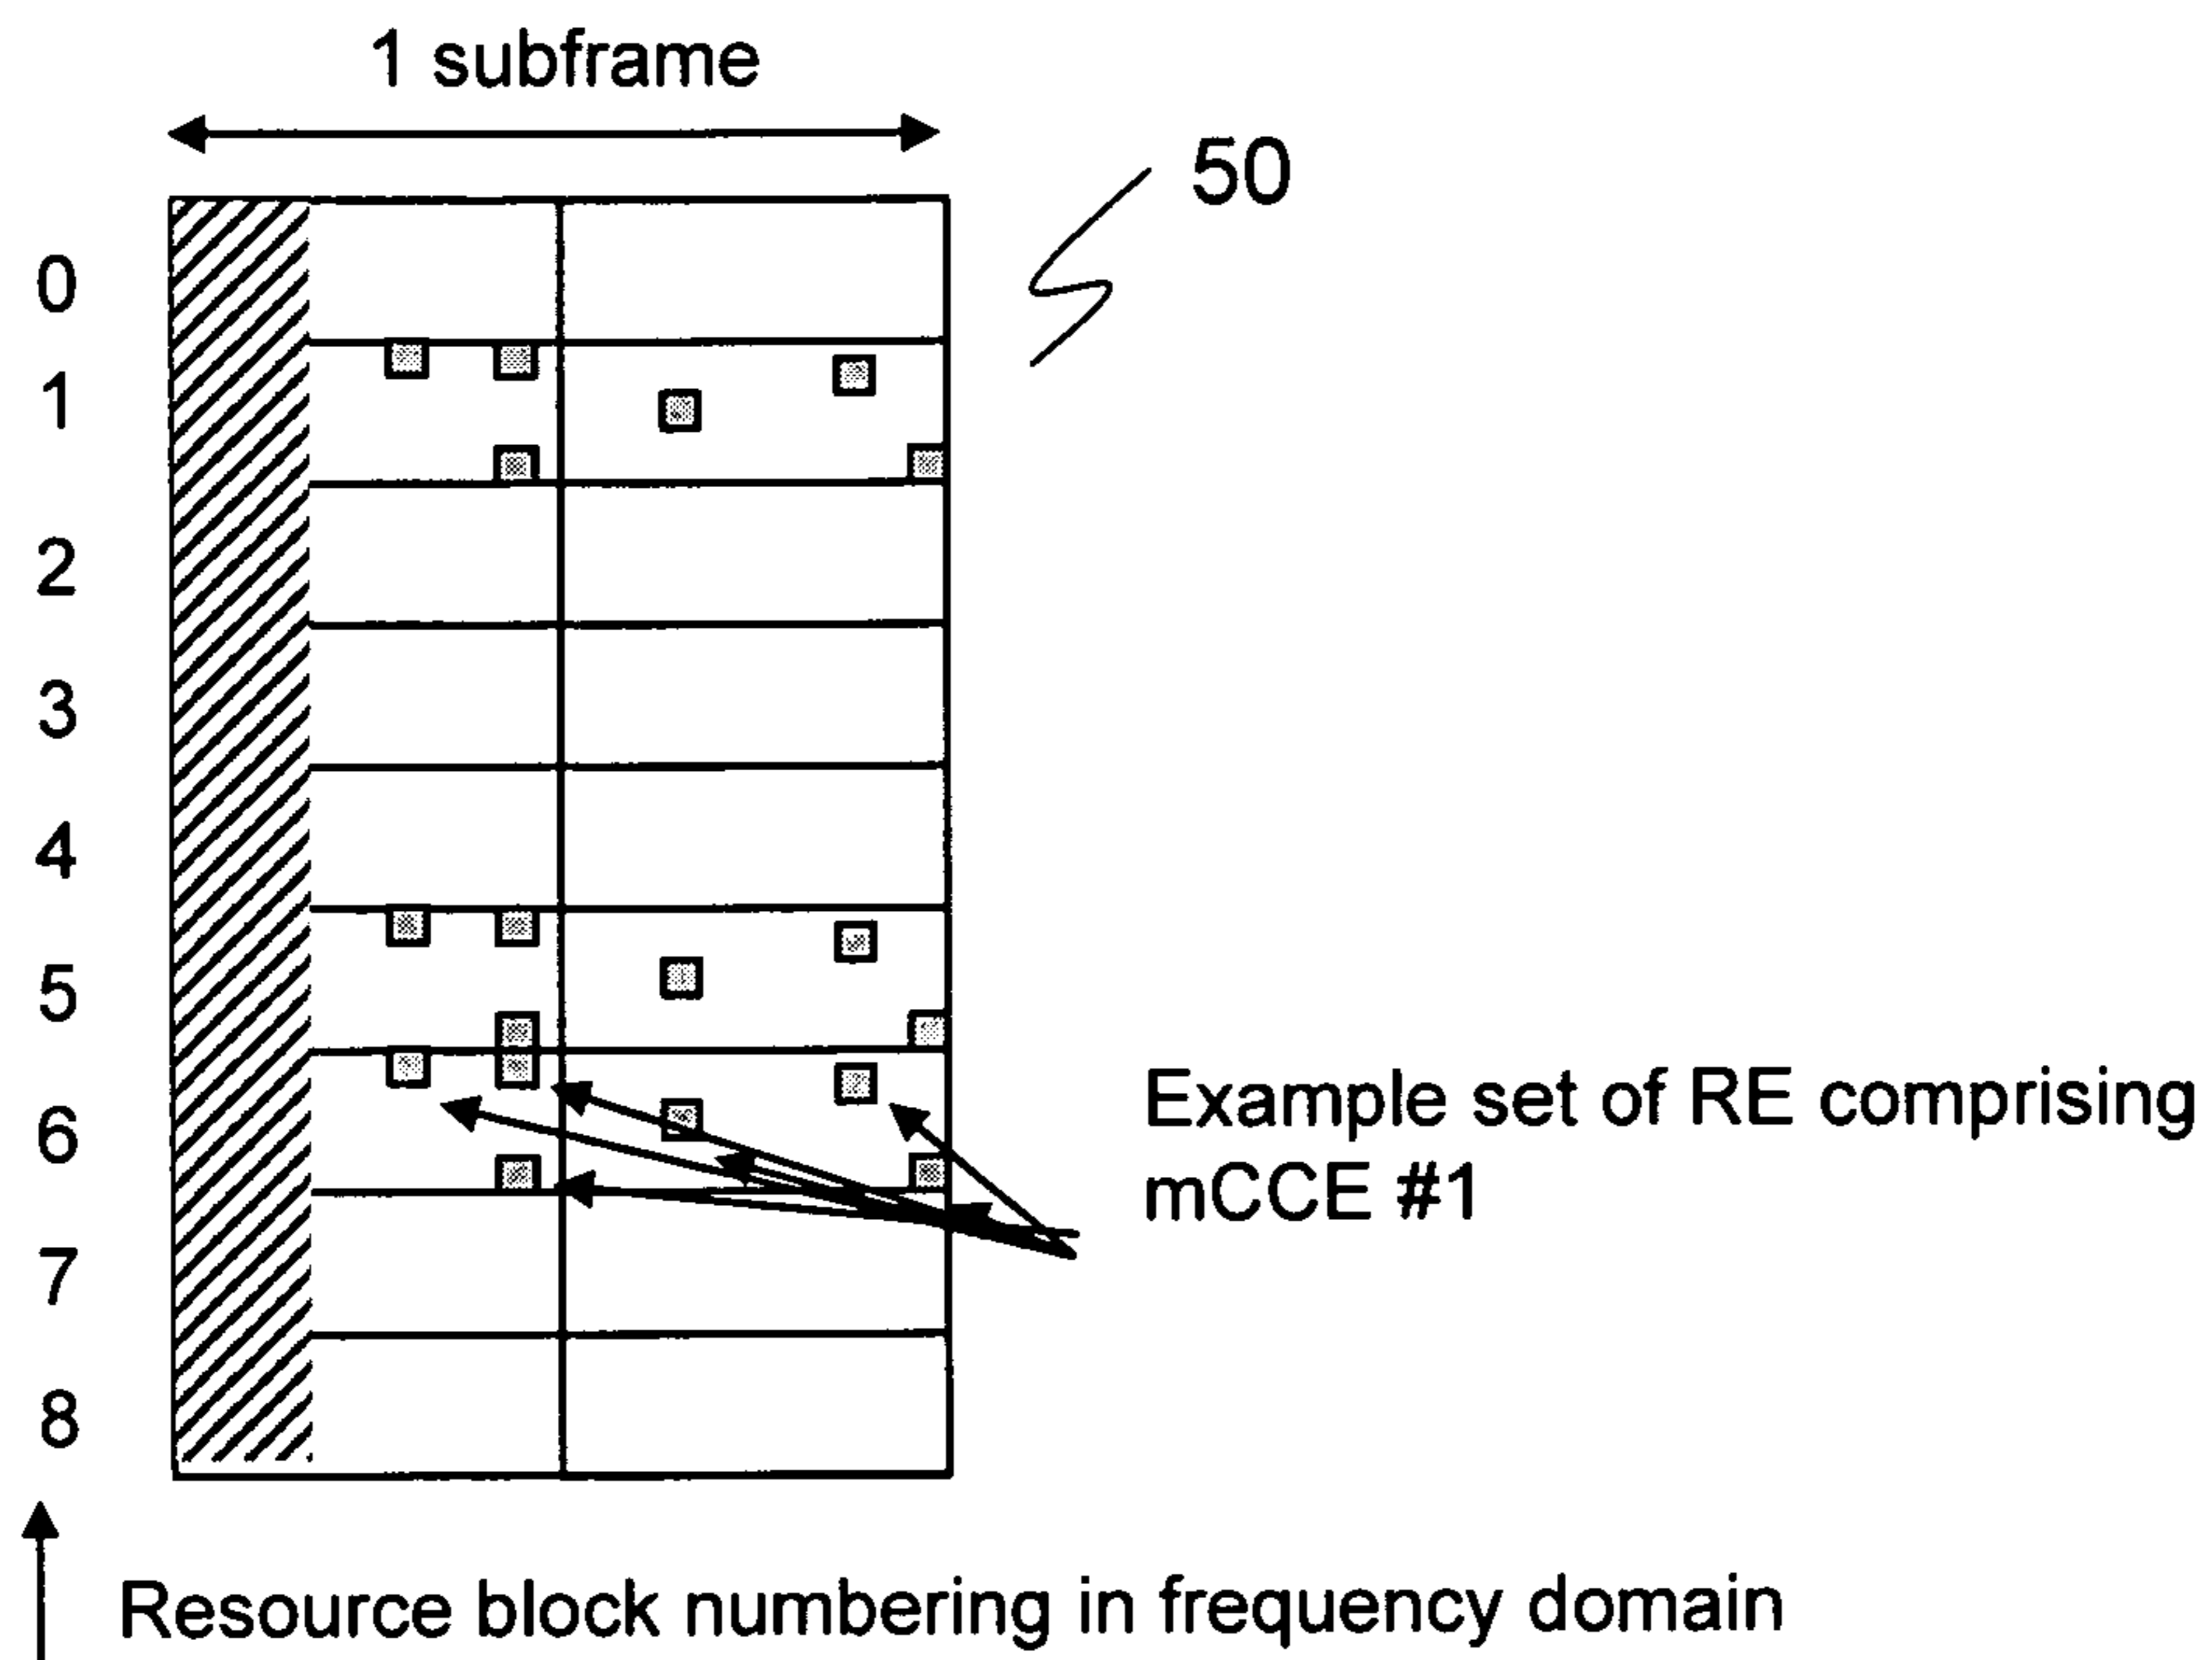 1 subframe
50
0
1
2
3
4
5
6
7
8
Example set of RE comprising
mCCE #1
Resource block numbering in frequency domain